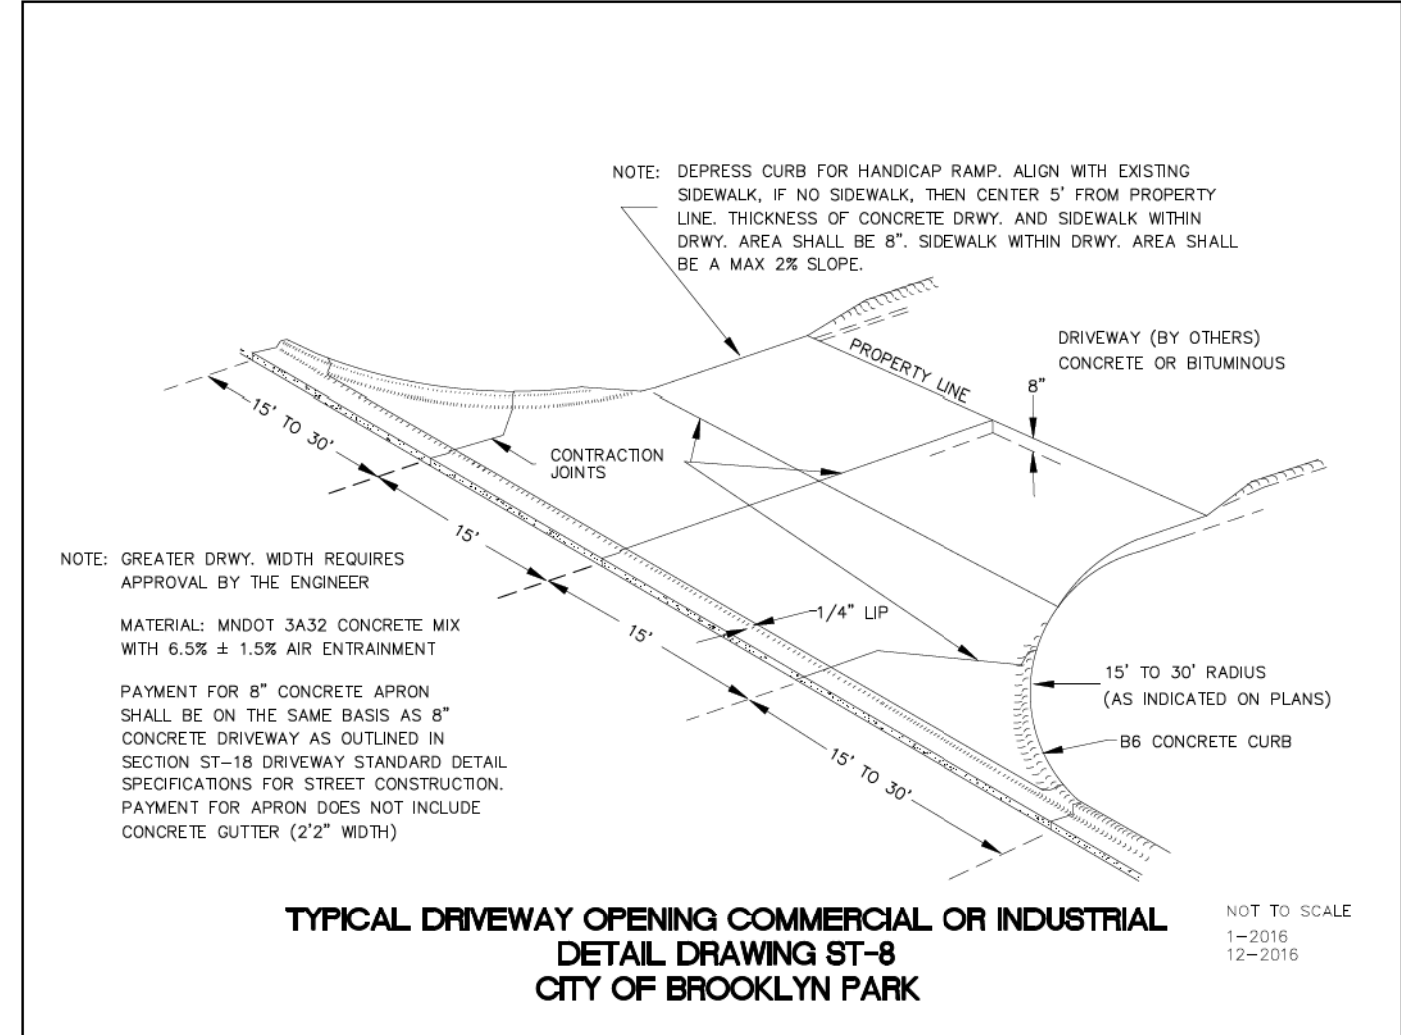 NOTE: DEPRESS CURB FOR HANDICAP RAMP. ALIGN WITH EXISTING
SIDEWALK, IF NO SIDEWALK, THEN CENTER 5' FROM PROPERTY
LINE. THICKNESS OF CONCRETE DRWY. AND SIDEWALK WITHIN
DRWY. AREA SHALL BE 8". SIDEWALK WITHIN DRWY. AREA SHALL
BE A MAX 2% SLOPE.
DRIVEWAY (BY OTHERS)
CONCRETE OR BITUMINOUS
PROPERTY LINE
8"
15' TO 30'
CONTRACTION
JOINTS
15'
15'
1/4" LIP
15' TO 30'
15' TO 30' RADIUS
(AS INDICATED ON PLANS)
B6 CONCRETE CURB
NOTE: GREATER DRWY. WIDTH REQUIRES
APPROVAL BY THE ENGINEER
MATERIAL: MNDOT 3A32 CONCRETE MIX
WITH 6.5% ± 1.5% AIR ENTRAINMENT
PAYMENT FOR 8" CONCRETE APRON
SHALL BE ON THE SAME BASIS AS 8"
CONCRETE DRIVEWAY AS OUTLINED IN
SECTION ST-18 DRIVEWAY STANDARD DETAIL
SPECIFICATIONS FOR STREET CONSTRUCTION.
PAYMENT FOR APRON DOES NOT INCLUDE
CONCRETE GUTTER (2'2" WIDTH)
TYPICAL DRIVEWAY OPENING COMMERCIAL OR INDUSTRIAL
DETAIL DRAWING ST-8
CITY OF BROOKLYN PARK
NOT TO SCALE
1-2016
12-2016